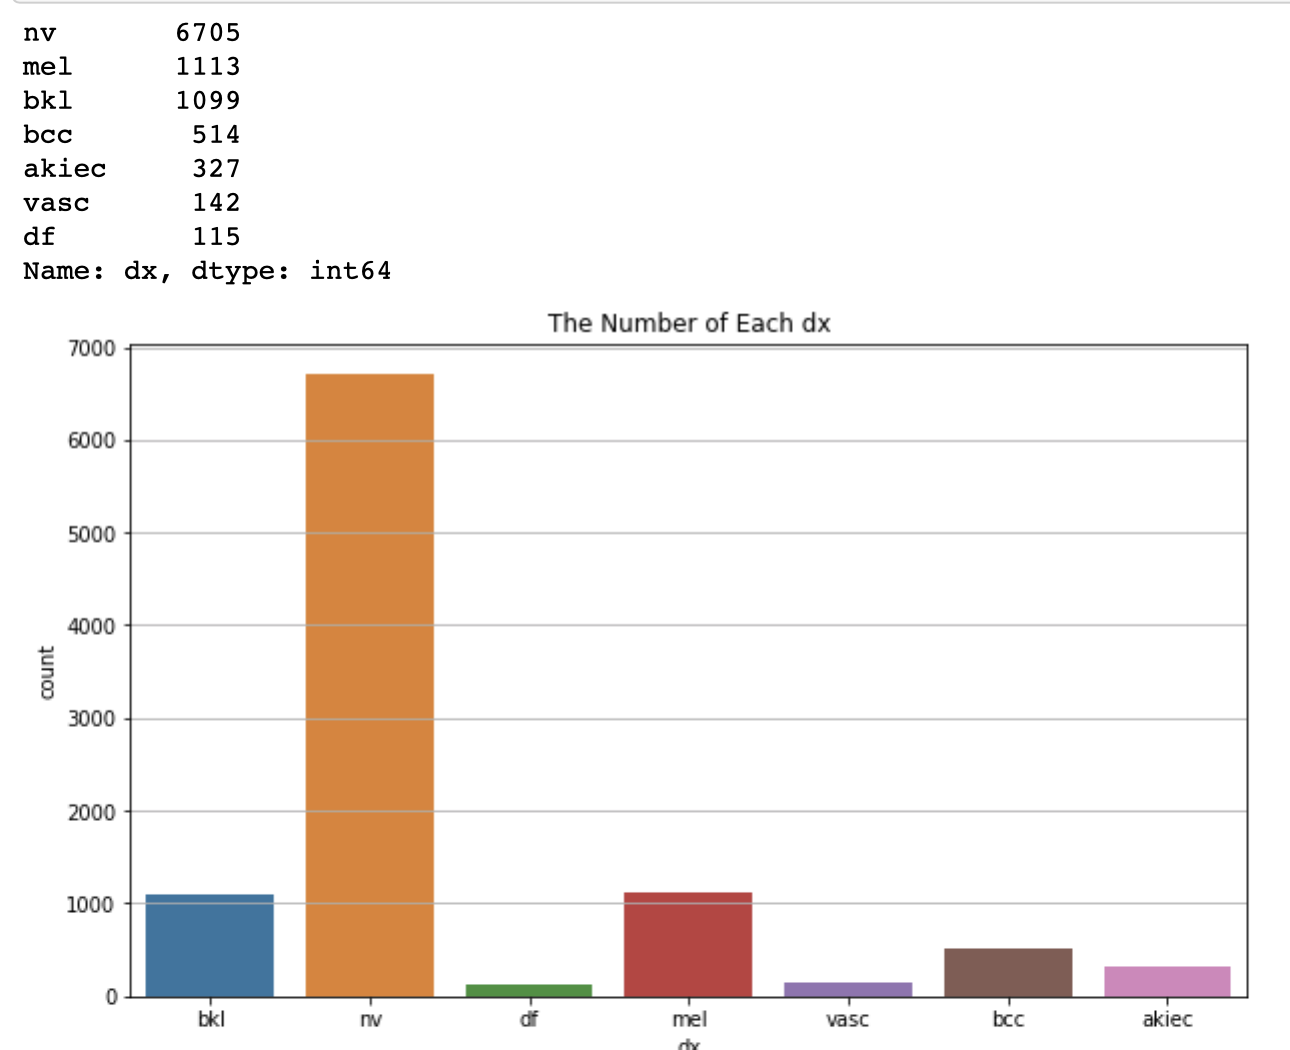 nv 6705
mel 1113
bkl 1099
bcc 514
akiec 327
vasc 142
df 115
Name: dx, dtype: int64
The Number of Each dx
7000
6000
5000
4000
3000
2000
1000
0
count
bkl nv df mel vasc bcc akiec
dx